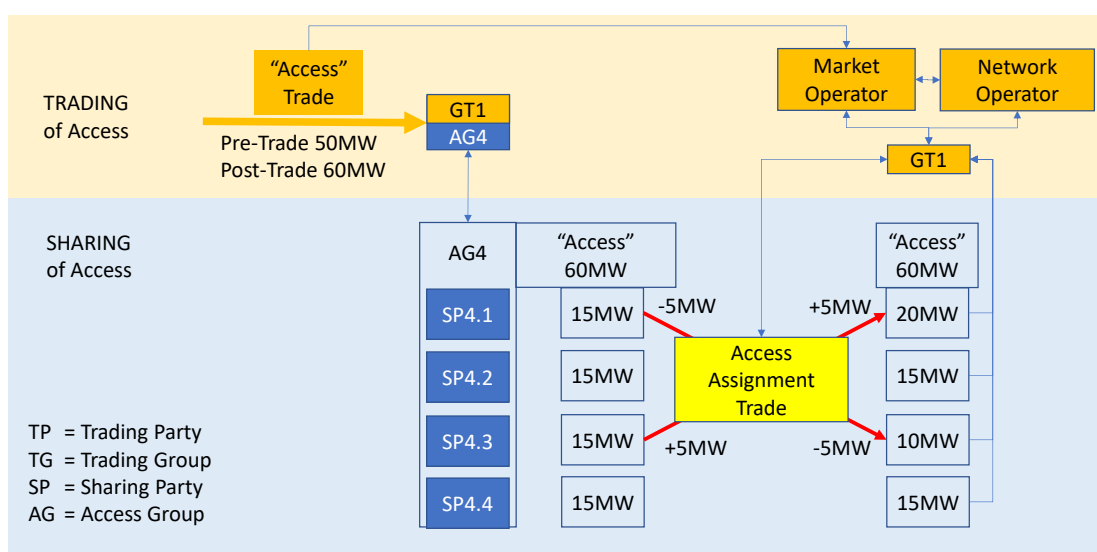 TRADING
of Access
“Access”
Trade
Pre-Trade 50MW
Post-Trade 60MW
GT1
AG4
Market
Operator
Network
Operator
GT1
SHARING
of Access
AG4
“Access”
60MW
“Access”
60MW
SP4.1
15MW
-5MW
+5MW
20MW
Access
Assignment
Trade
SP4.2
15MW
15MW
SP4.3
15MW
+5MW
-5MW
10MW
SP4.4
15MW
15MW
TP = Trading Party
TG = Trading Group
SP = Sharing Party
AG = Access Group